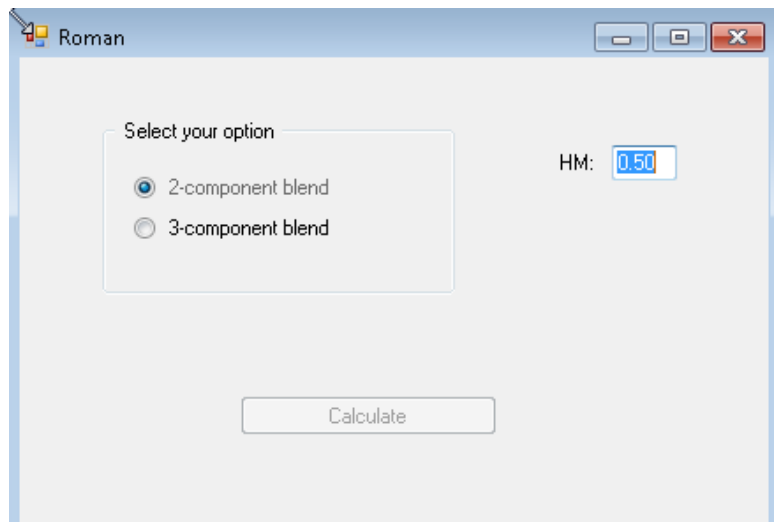 Roman
Select your option
HM: 0.50
2-component blend
3-component blend
Calculate